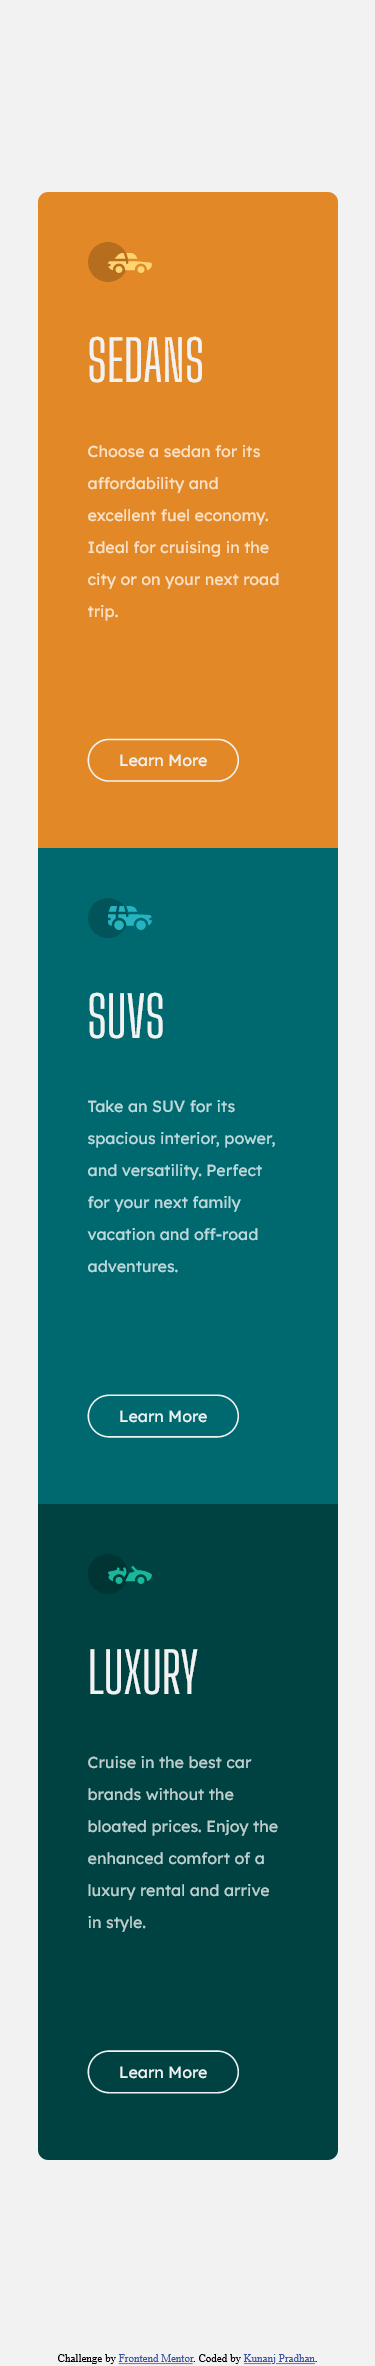 SEDANS
Choose a sedan for its
affordability and
excellent fuel economy.
Ideal for cruising in the
city or on your next road
trip.
Learn More
SUVS
Take an SUV for its
spacious interior, power,
and versatility. Perfect
for your next family
vacation and off-road
adventures.
Learn More
LUXURY
Cruise in the best car
brands without the
bloated prices. Enjoy the
enhanced comfort of a
luxury rental and arrive
in style.
Learn More
Challenge by Frontend Mentor. Coded by Kunanj Pradhan.